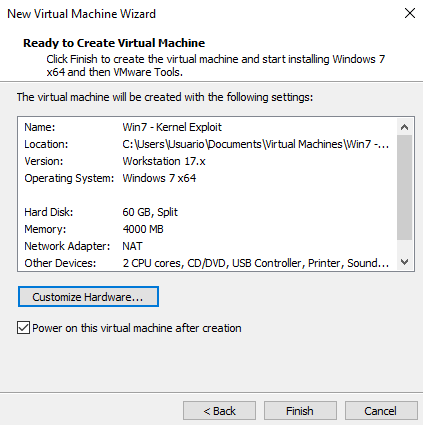 New Virtual Machine Wizard
Ready to Create Virtual Machine
Click Finish to create the virtual machine and start installing Windows 7
x64 and then VMware Tools.
The virtual machine will be created with the following settings:
Name: Win7 - Kernel Exploit
Location: C:\Users\Usuario\Documents\Virtual Machines\Win7 -...
Version: Workstation 17.x
Operating System: Windows 7 x64
Hard Disk: 60 GB, Split
Memory: 4000 MB
Network Adapter: NAT
Other Devices: 2 CPU cores, CD/DVD, USB Controller, Printer, Sound...
Customize Hardware...
Power on this virtual machine after creation
< Back Finish Cancel